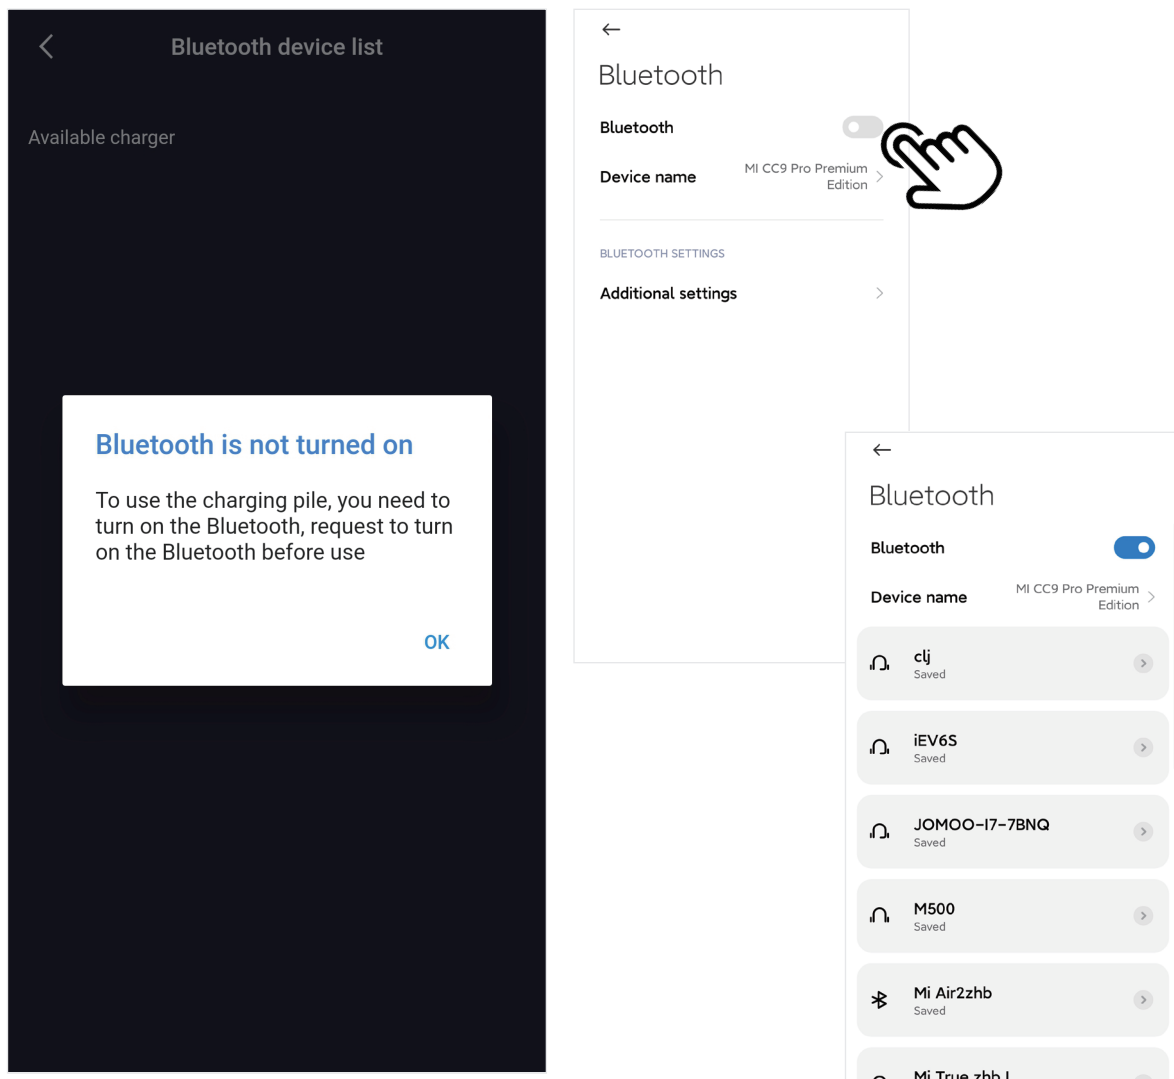 Bluetooth device list
Available charger
Bluetooth is not turned on
To use the charging pile, you need to
turn on the Bluetooth, request to turn
on the Bluetooth before use
OK
Bluetooth
Bluetooth
Device name
MI CC9 Pro Premium
Edition
BLUETOOTH SETTINGS
Additional settings
Bluetooth
Bluetooth
Device name
MI CC9 Pro Premium
Edition
clj
Saved
iEV6S
Saved
JOMOO-I7-7BNQ
Saved
M500
Saved
Mi Air2zhb
Saved
Mi True zhb